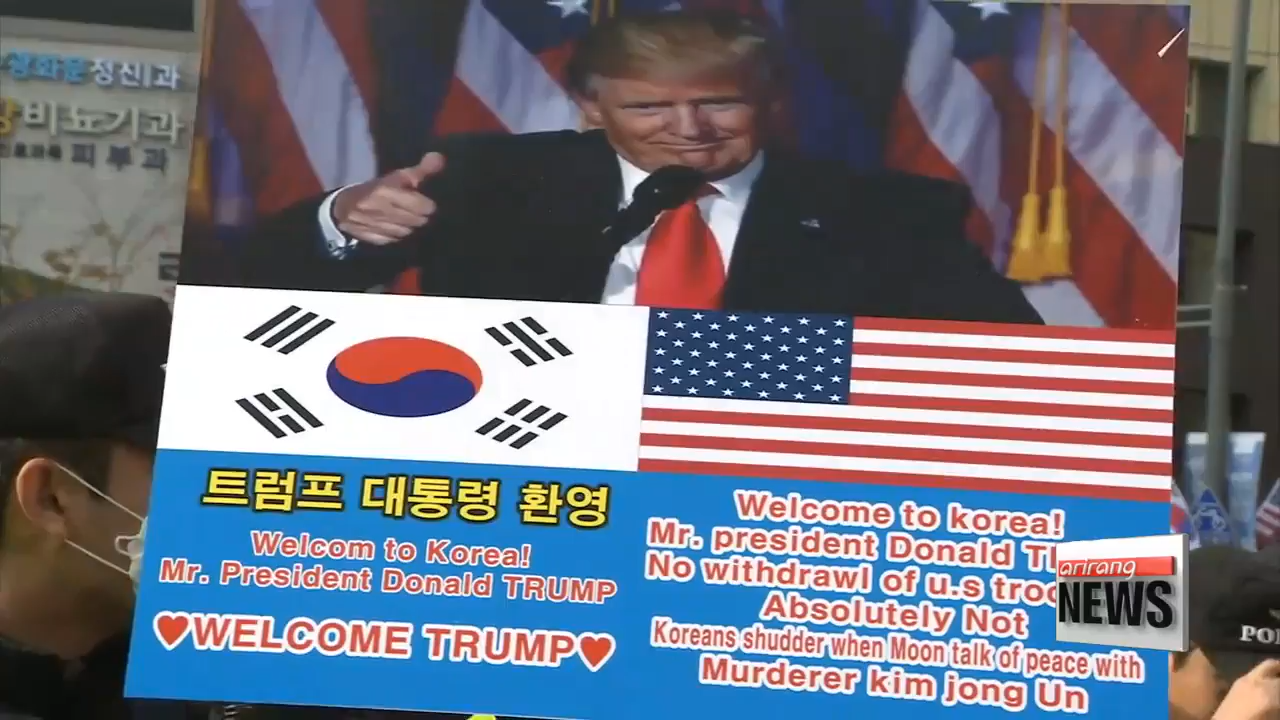 생화문정신과
비뇨기과
피부과
트럼프 대통령 환영
Welcom to Korea!
Mr. President Donald TRUMP
♥WELCOME TRUMP♥
Welcome to korea!
Mr. president Donald
No withdrawl of u.s
Absolutely Not
Koreans shudder when Moon talk of peace with
Murderer kim jong Un
arirang
NEWS